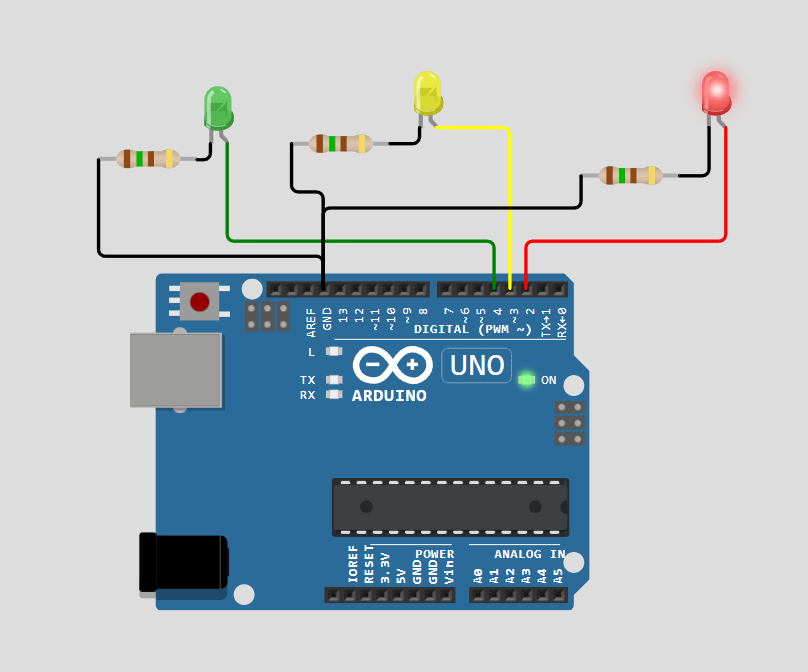 AREF
GND
13
12
~11
~10
~9
8
7
~6
~5
4
~3
2
TX→1
RX←0
DIGITAL (PWM ~)
L
TX
RX
UNO
ON
ARDUINO
POWER
ANALOG IN
IOREF
RESET
3.3V
5V
GND
GND
Vin
A0
A1
A2
A3
A4
A5